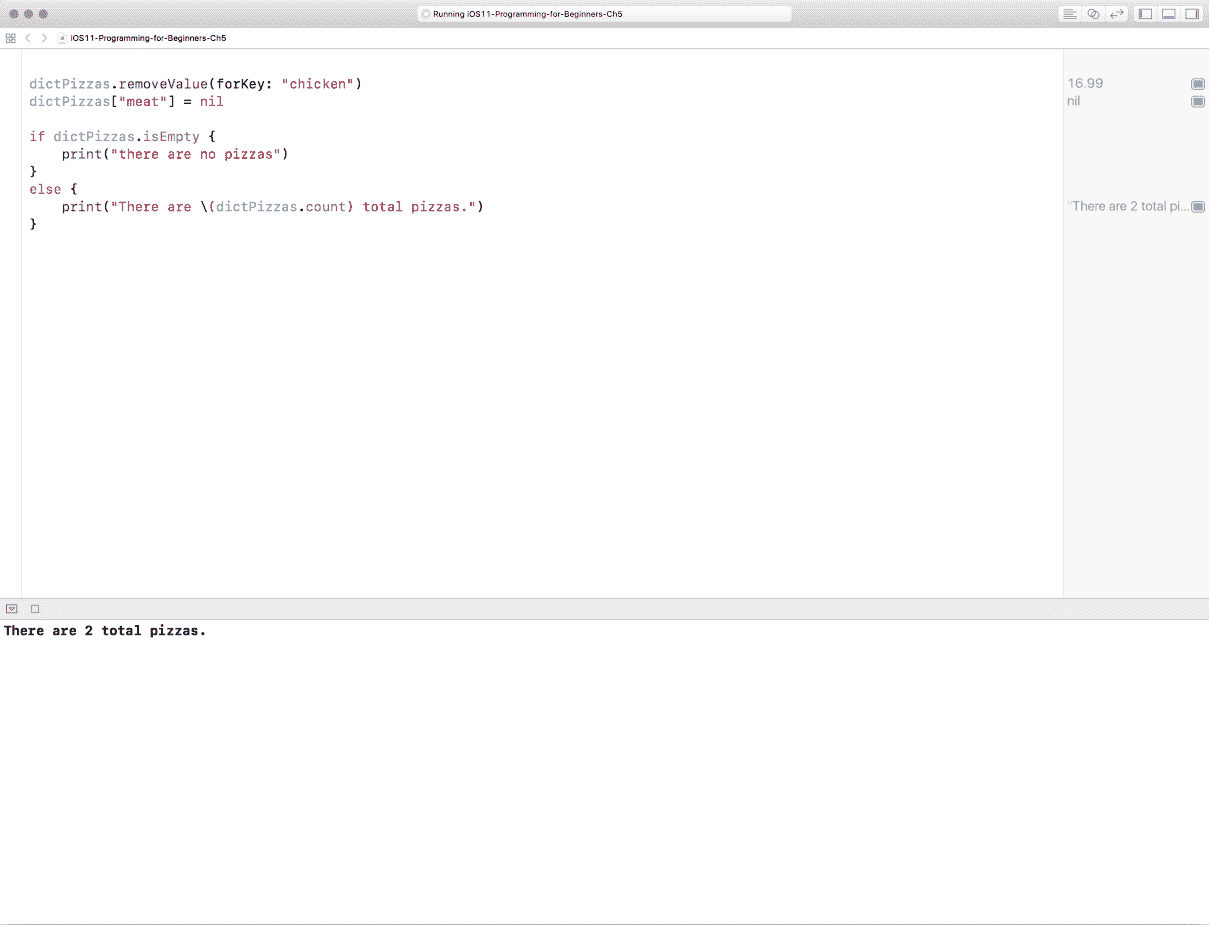 Running iOS11-Programming-for-Beginners-Ch5
iOS11-Programming-for-Beginners-Ch5
dictPizzas.removeValue(forKey: "chicken")
16.99
dictPizzas["meat"] = nil
nil
if dictPizzas.isEmpty {
print("there are no pizzas")
}
else {
print("There are \(dictPizzas.count) total pizzas.")
"There are 2 total pi...
}
There are 2 total pizzas.